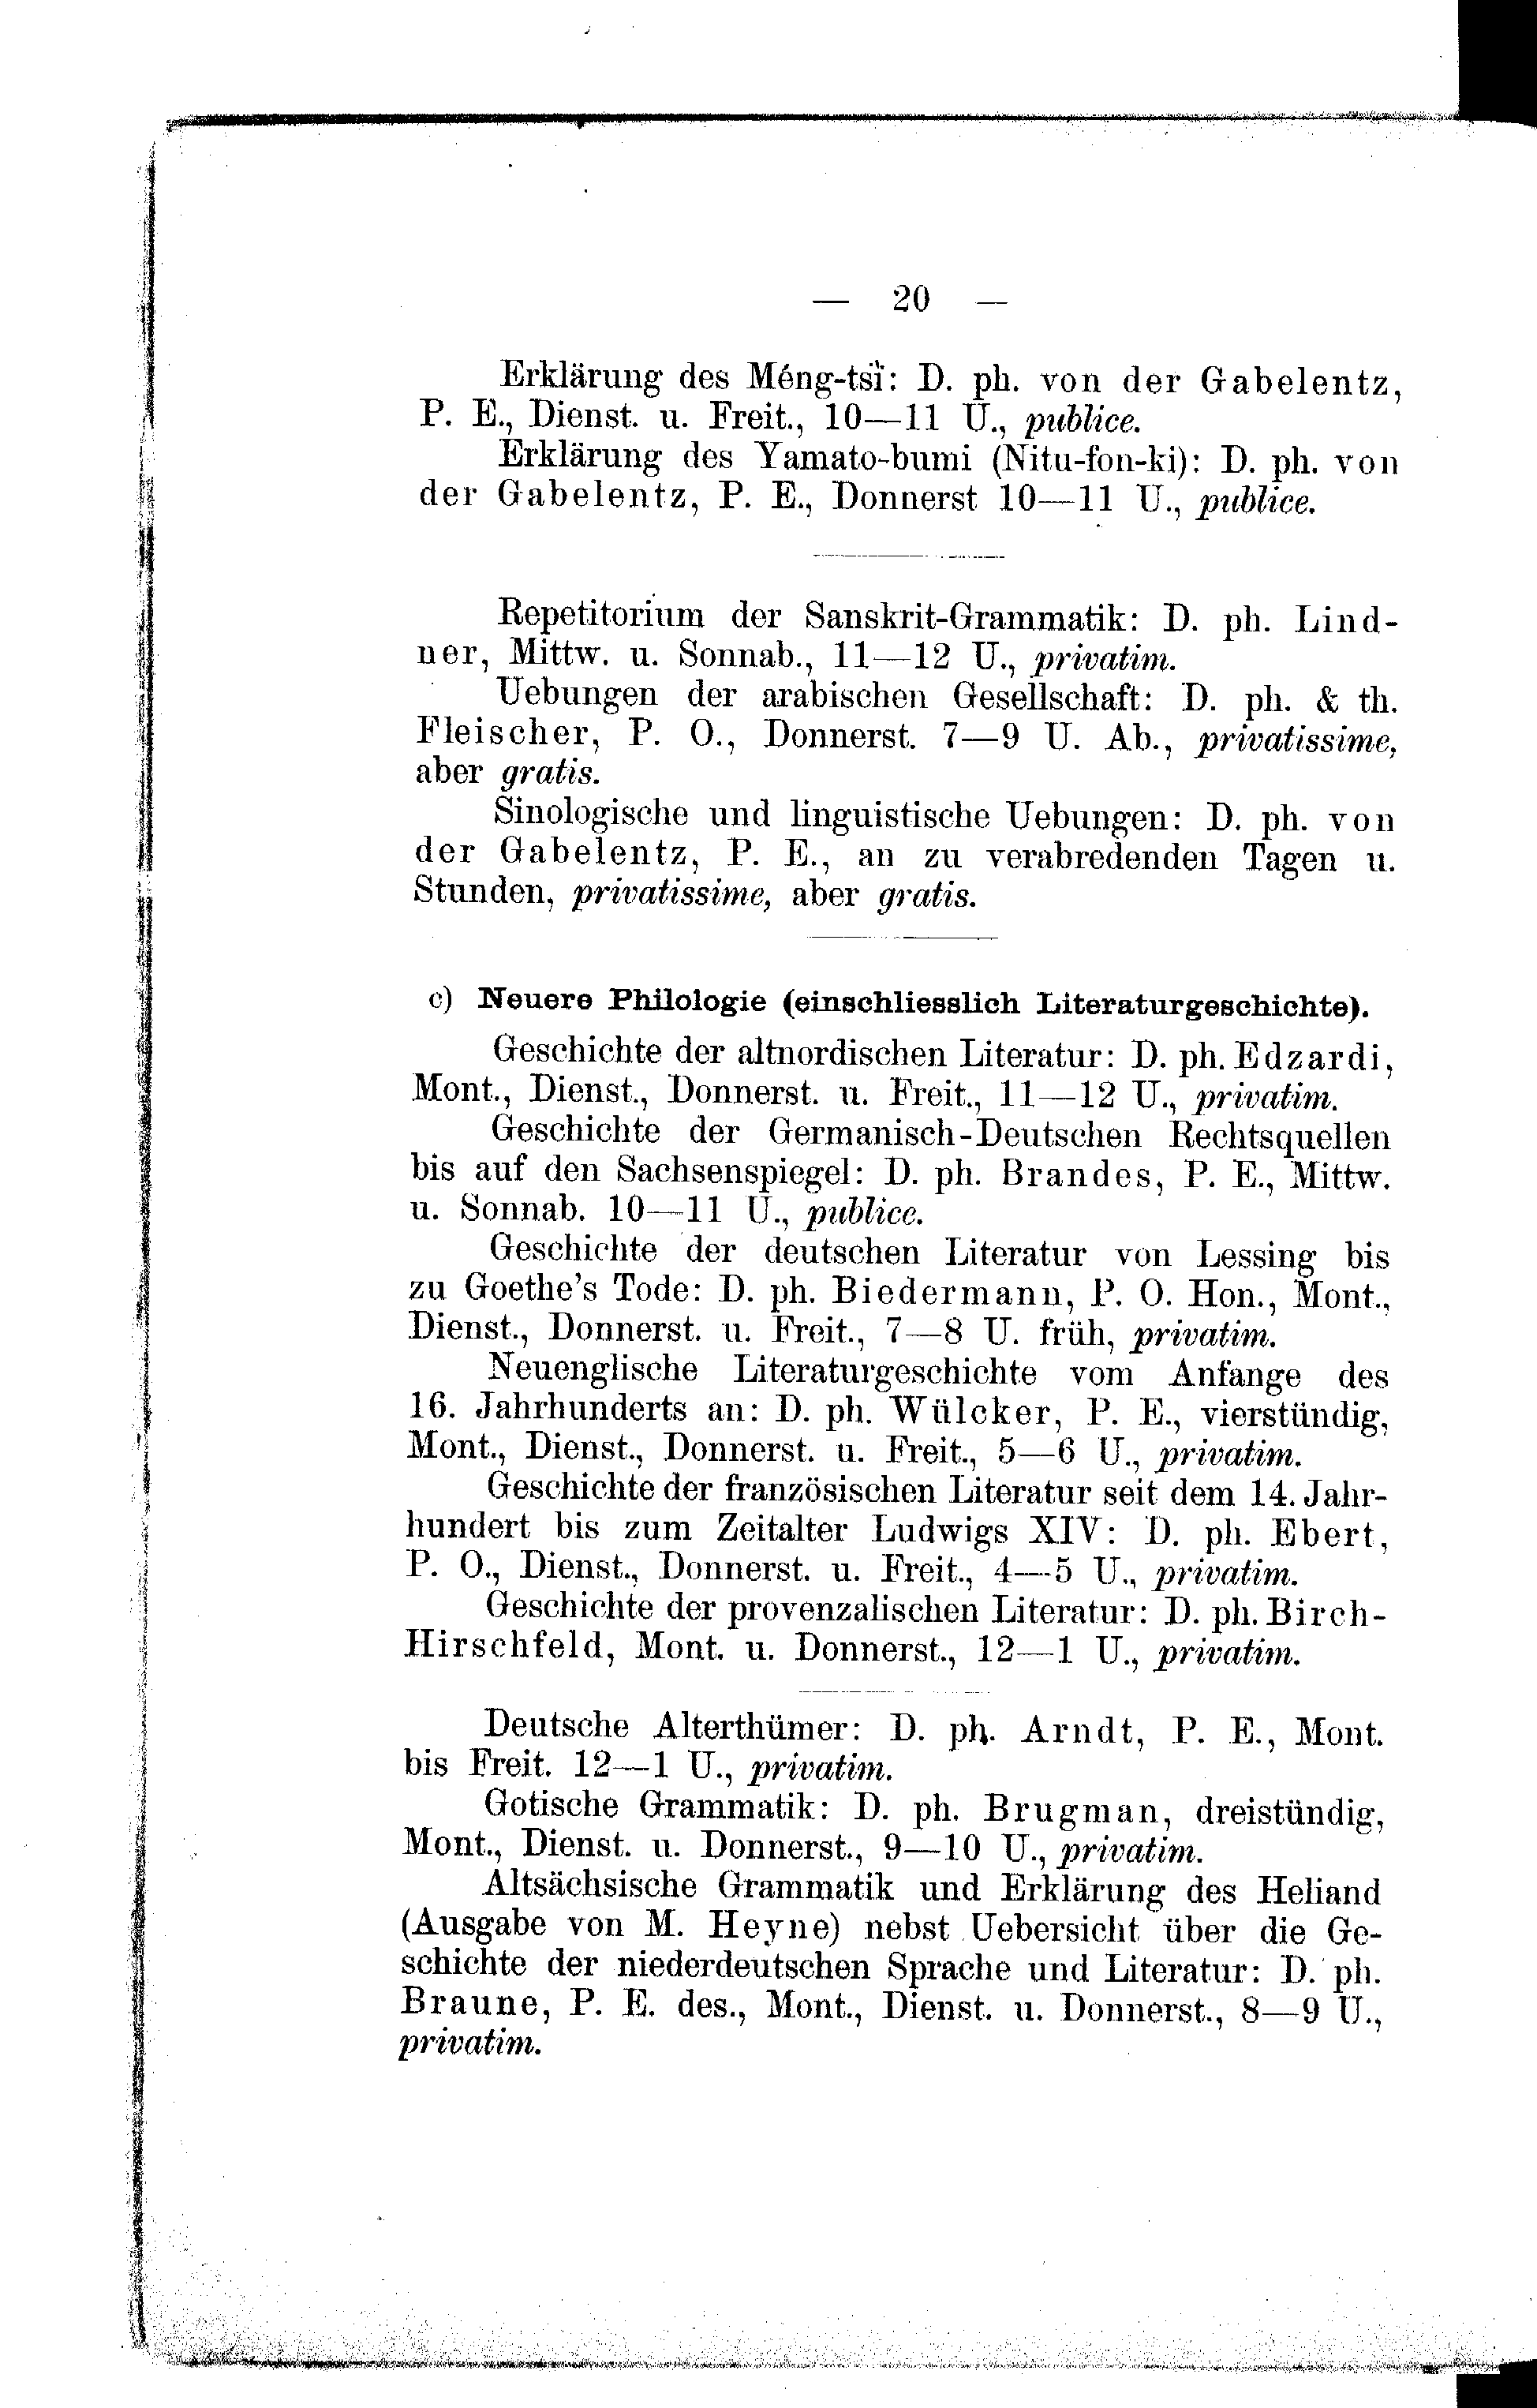 — 20 —
Erklärung des Méng-tsï: D. ph. von der Gabelentz,
P. E., Dienst. u. Freit., 10—11 U., publice.
Erklärung des Yamato-bumi (Nitu-fon-ki): D. ph. von
der Gabelentz, P. E., Donnerst 10—11 U., publice.
Repetitorium der Sanskrit-Grammatik: D. ph. Lind-
ner, Mittw. u. Sonnab., 11—12 U., privatim.
Uebungen der arabischen Gesellschaft: D. ph. & th.
Fleischer, P. O., Donnerst. 7—9 U. Ab., privatissime,
aber gratis.
Sinologische und linguistische Uebungen: D. ph. von
der Gabelentz, P. E., an zu verabredenden Tagen u.
Stunden, privatissime, aber gratis.
c) Neuere Philologie (einschliesslich Literaturgeschichte).
Geschichte der altnordischen Literatur: D. ph. Edzardi,
Mont., Dienst., Donnerst. u. Freit., 11—12 U., privatim.
Geschichte der Germanisch-Deutschen Rechtsquellen
bis auf den Sachsenspiegel: D. ph. Brandes, P. E., Mittw.
u. Sonnab. 10—11 U., publice.
Geschichte der deutschen Literatur von Lessing bis
zu Goethe's Tode: D. ph. Biedermann, P. O. Hon., Mont.,
Dienst., Donnerst. u. Freit., 7—8 U. früh, privatim.
Neuenglische Literaturgeschichte vom Anfange des
16. Jahrhunderts an: D. ph. Wülcker, P. E., vierstündig,
Mont., Dienst., Donnerst. u. Freit., 5—6 U., privatim.
Geschichte der französischen Literatur seit dem 14. Jahr-
hundert bis zum Zeitalter Ludwigs XIV: D. ph. Ebert,
P. O., Dienst., Donnerst. u. Freit., 4—5 U., privatim.
Geschichte der provenzalischen Literatur: D. ph. Birch-
Hirschfeld, Mont. u. Donnerst., 12—1 U., privatim.
Deutsche Alterthümer: D. ph. Arndt, P. E., Mont.
bis Freit. 12—1 U., privatim.
Gotische Grammatik: D. ph. Brugman, dreistündig,
Mont., Dienst. u. Donnerst., 9—10 U., privatim.
Altsächsische Grammatik und Erklärung des Heliand
(Ausgabe von M. Heyne) nebst Uebersicht über die Ge-
schichte der niederdeutschen Sprache und Literatur: D. ph.
Braune, P. E. des., Mont., Dienst. u. Donnerst., 8—9 U.,
privatim.